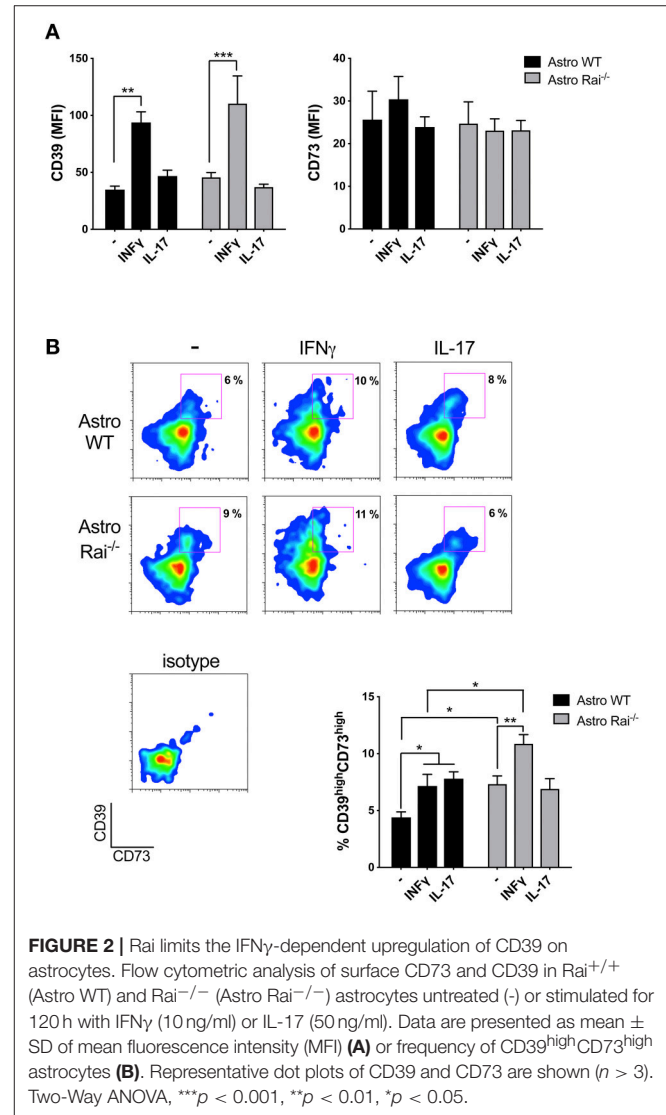 A
***
**
150
100
50
0
CD39 (MFI)
-
INFγ
IL-17
-
INFγ
IL-17
40
30
20
10
0
CD73 (MFI)
-
INFγ
IL-17
-
INFγ
IL-17
Astro WT
Astro Rai-/-
B
- IFNγ IL-17
Astro WT
6 % 10 % 8 %
Astro Rai-/-
9 % 11 % 6 %
isotype
CD39
CD73
15
10
5
0
% CD39highCD73high
*
*
*
**
-
INFγ
IL-17
-
INFγ
IL-17
Astro WT
Astro Rai-/-
FIGURE 2 | Rai limits the IFNγ-dependent upregulation of CD39 on
astrocytes. Flow cytometric analysis of surface CD73 and CD39 in Rai+/+
(Astro WT) and Rai−/− (Astro Rai−/−) astrocytes untreated (-) or stimulated for
120 h with IFNγ (10 ng/ml) or IL-17 (50 ng/ml). Data are presented as mean ±
SD of mean fluorescence intensity (MFI) (A) or frequency of CD39highCD73high
astrocytes (B). Representative dot plots of CD39 and CD73 are shown (n > 3).
Two-Way ANOVA, ***p < 0.001, **p < 0.01, *p < 0.05.